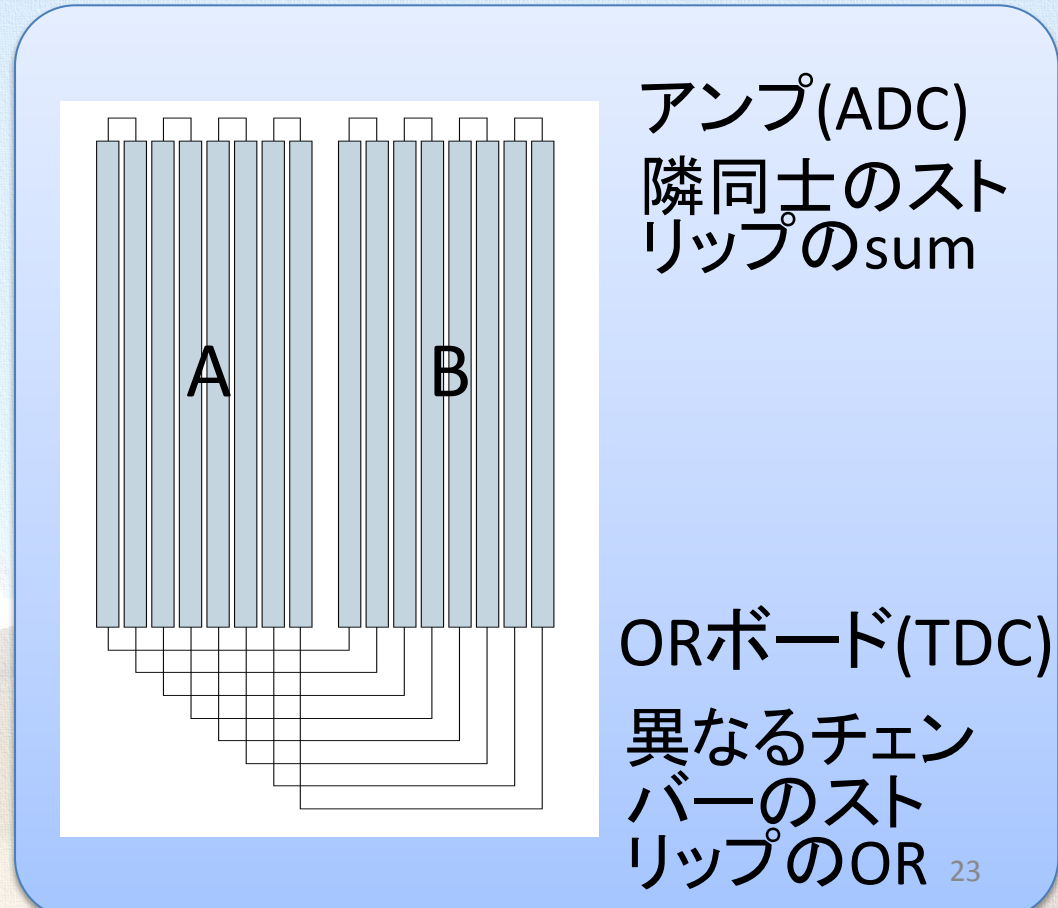 アンプ(ADC)
隣同士のスト
リップのsum
A
B
ORボード(TDC)
異なるチェン
バーのスト
リップのOR
23